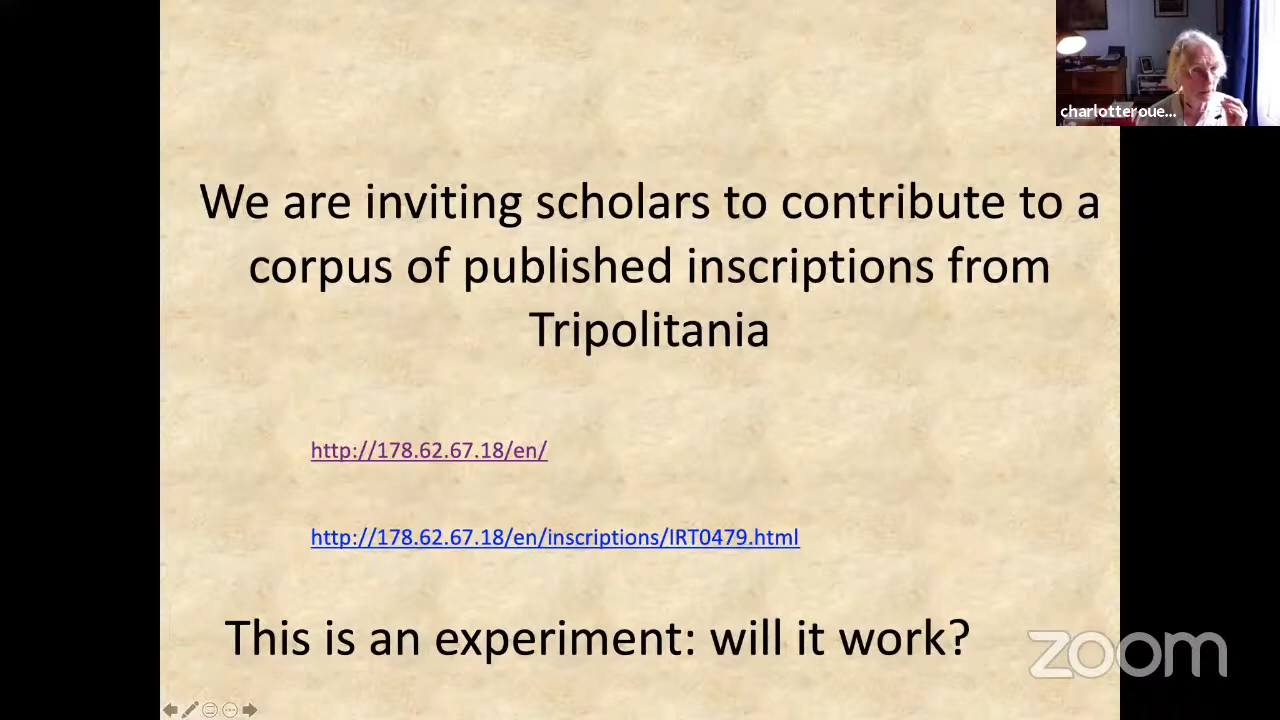 charlotteroue...
We are inviting scholars to contribute to a
corpus of published inscriptions from
Tripolitania
http://178.62.67.18/en/
http://178.62.67.18/en/inscriptions/IRT0479.html
This is an experiment: will it work?
zoom